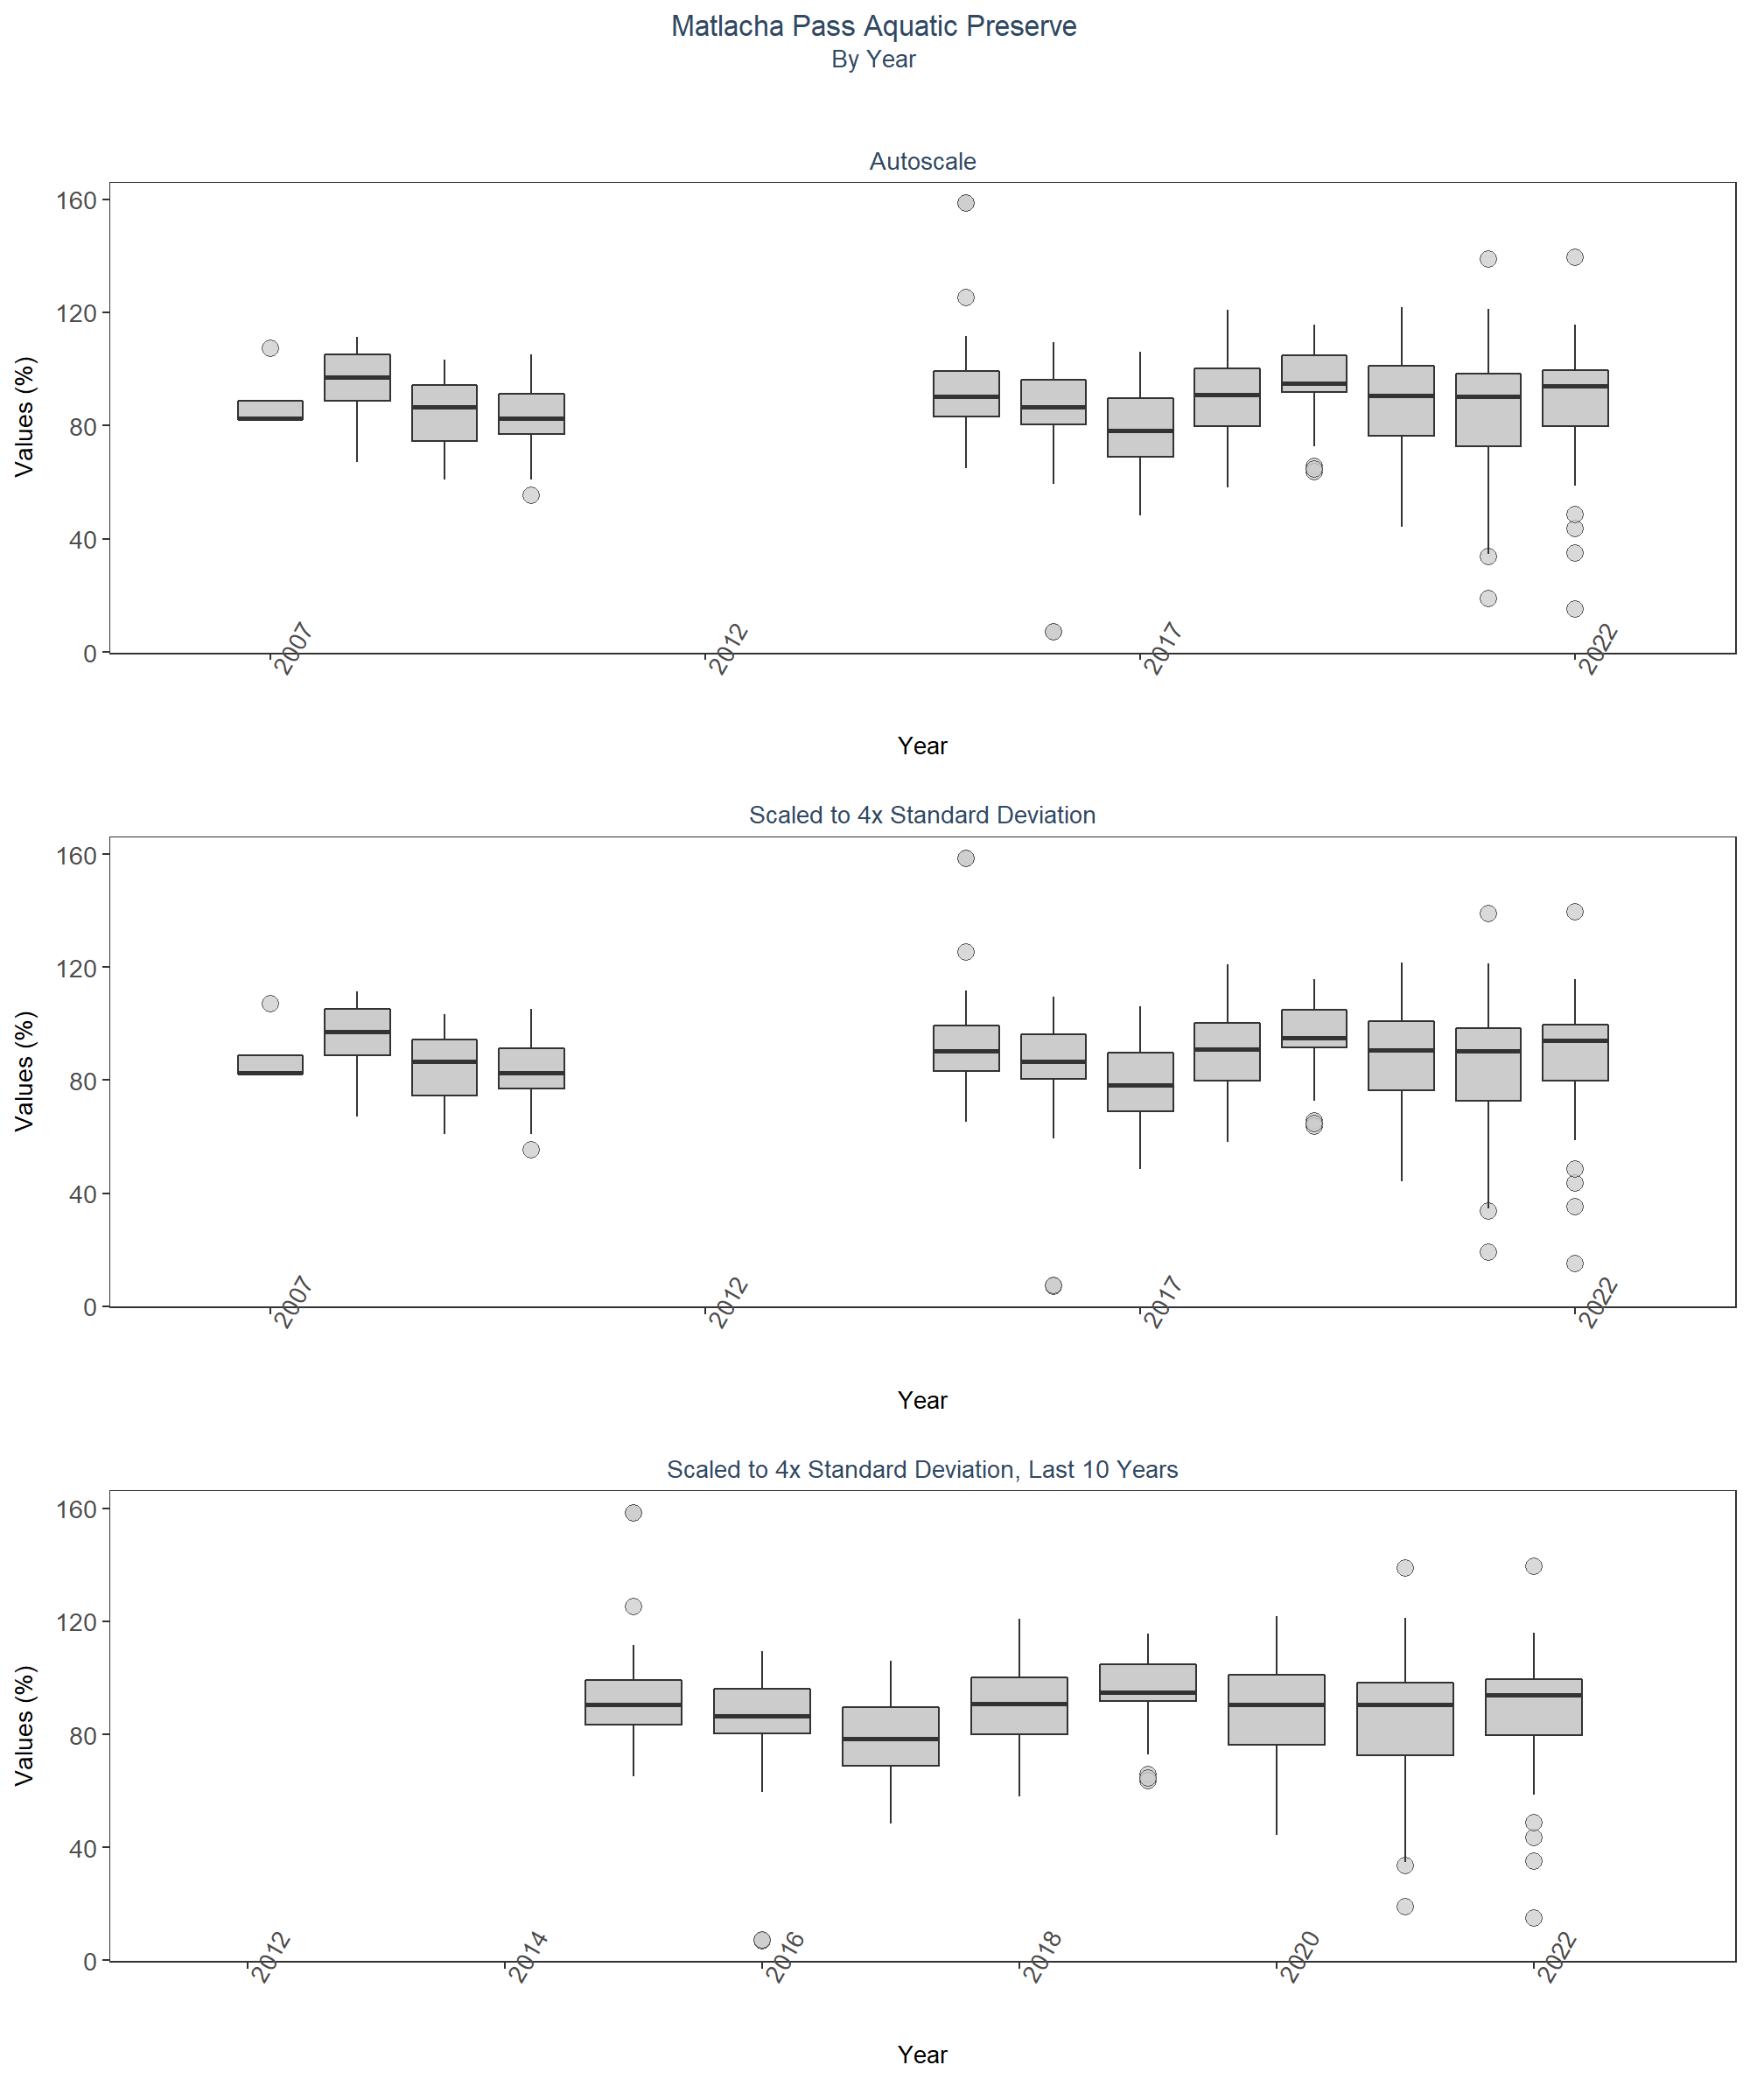 Matlacha Pass Aquatic Preserve
By Year
Autoscale
Values (%)
160
120
80
40
0
2007
2012
2017
2022
Year
Scaled to 4x Standard Deviation
Values (%)
160
120
80
40
0
2007
2012
2017
2022
Year
Scaled to 4x Standard Deviation, Last 10 Years
Values (%)
160
120
80
40
0
2012
2014
2016
2018
2020
2022
Year